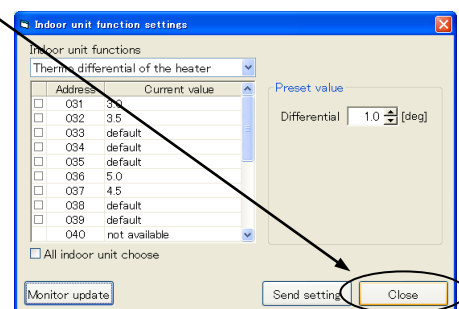 Indoor unit function settings
Indoor unit functions
Thermo differential of the heater
Address Current value
031 3.0
032 3.5
033 default
034 default
035 default
036 5.0
037 4.5
038 default
039 default
040 not available
All indoor unit choose
Preset value
Differential 1.0 [deg]
Monitor update
Send setting
Close